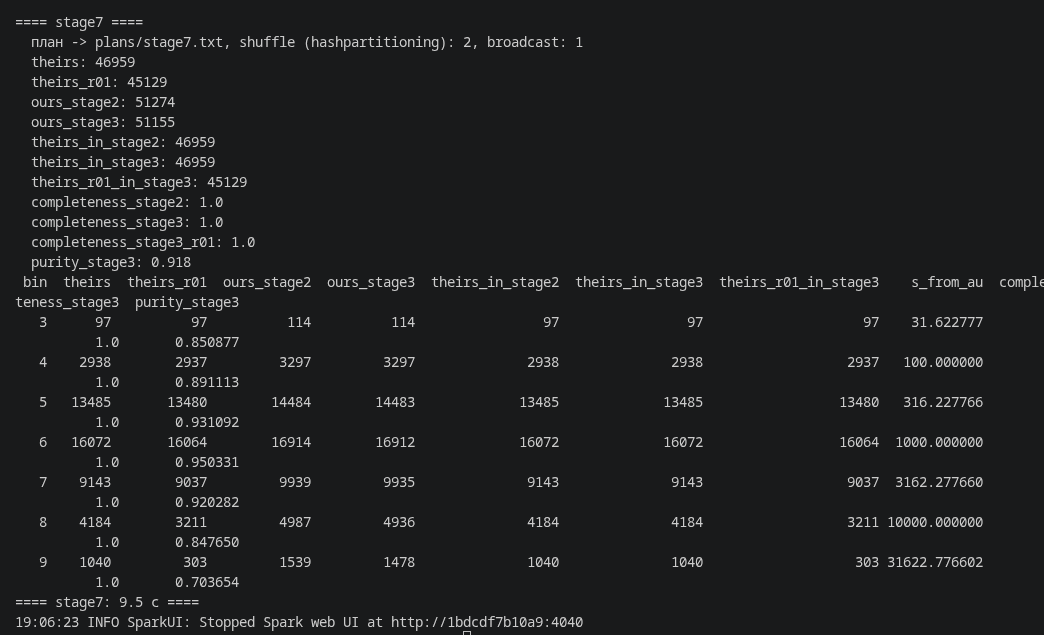 ==== stage7 ====
план -> plans/stage7.txt, shuffle (hashpartitioning): 2, broadcast: 1
theirs: 46959
theirs_r01: 45129
ours_stage2: 51274
ours_stage3: 51155
theirs_in_stage2: 46959
theirs_in_stage3: 46959
theirs_r01_in_stage3: 45129
completeness_stage2: 1.0
completeness_stage3: 1.0
completeness_stage3_r01: 1.0
purity_stage3: 0.918
bin theirs theirs_r01 ours_stage2 ours_stage3 theirs_in_stage2 theirs_in_stage3 theirs_r01_in_stage3 s_from_au comple
teness_stage3 purity_stage3
3 97 97 114 114 97 97 97 31.622777
1.0 0.850877
4 2938 2937 3297 3297 2938 2938 2937 100.000000
1.0 0.891113
5 13485 13480 14484 14483 13485 13485 13480 316.227766
1.0 0.931092
6 16072 16064 16914 16912 16072 16072 16064 1000.000000
1.0 0.950331
7 9143 9037 9939 9935 9143 9143 9037 3162.277660
1.0 0.920282
8 4184 3211 4987 4936 4184 4184 3211 10000.000000
1.0 0.847650
9 1040 303 1539 1478 1040 1040 303 31622.776602
1.0 0.703654
==== stage7: 9.5 с ====
19:06:23 INFO SparkUI: Stopped Spark web UI at http://1bdcdf7b10a9:4040